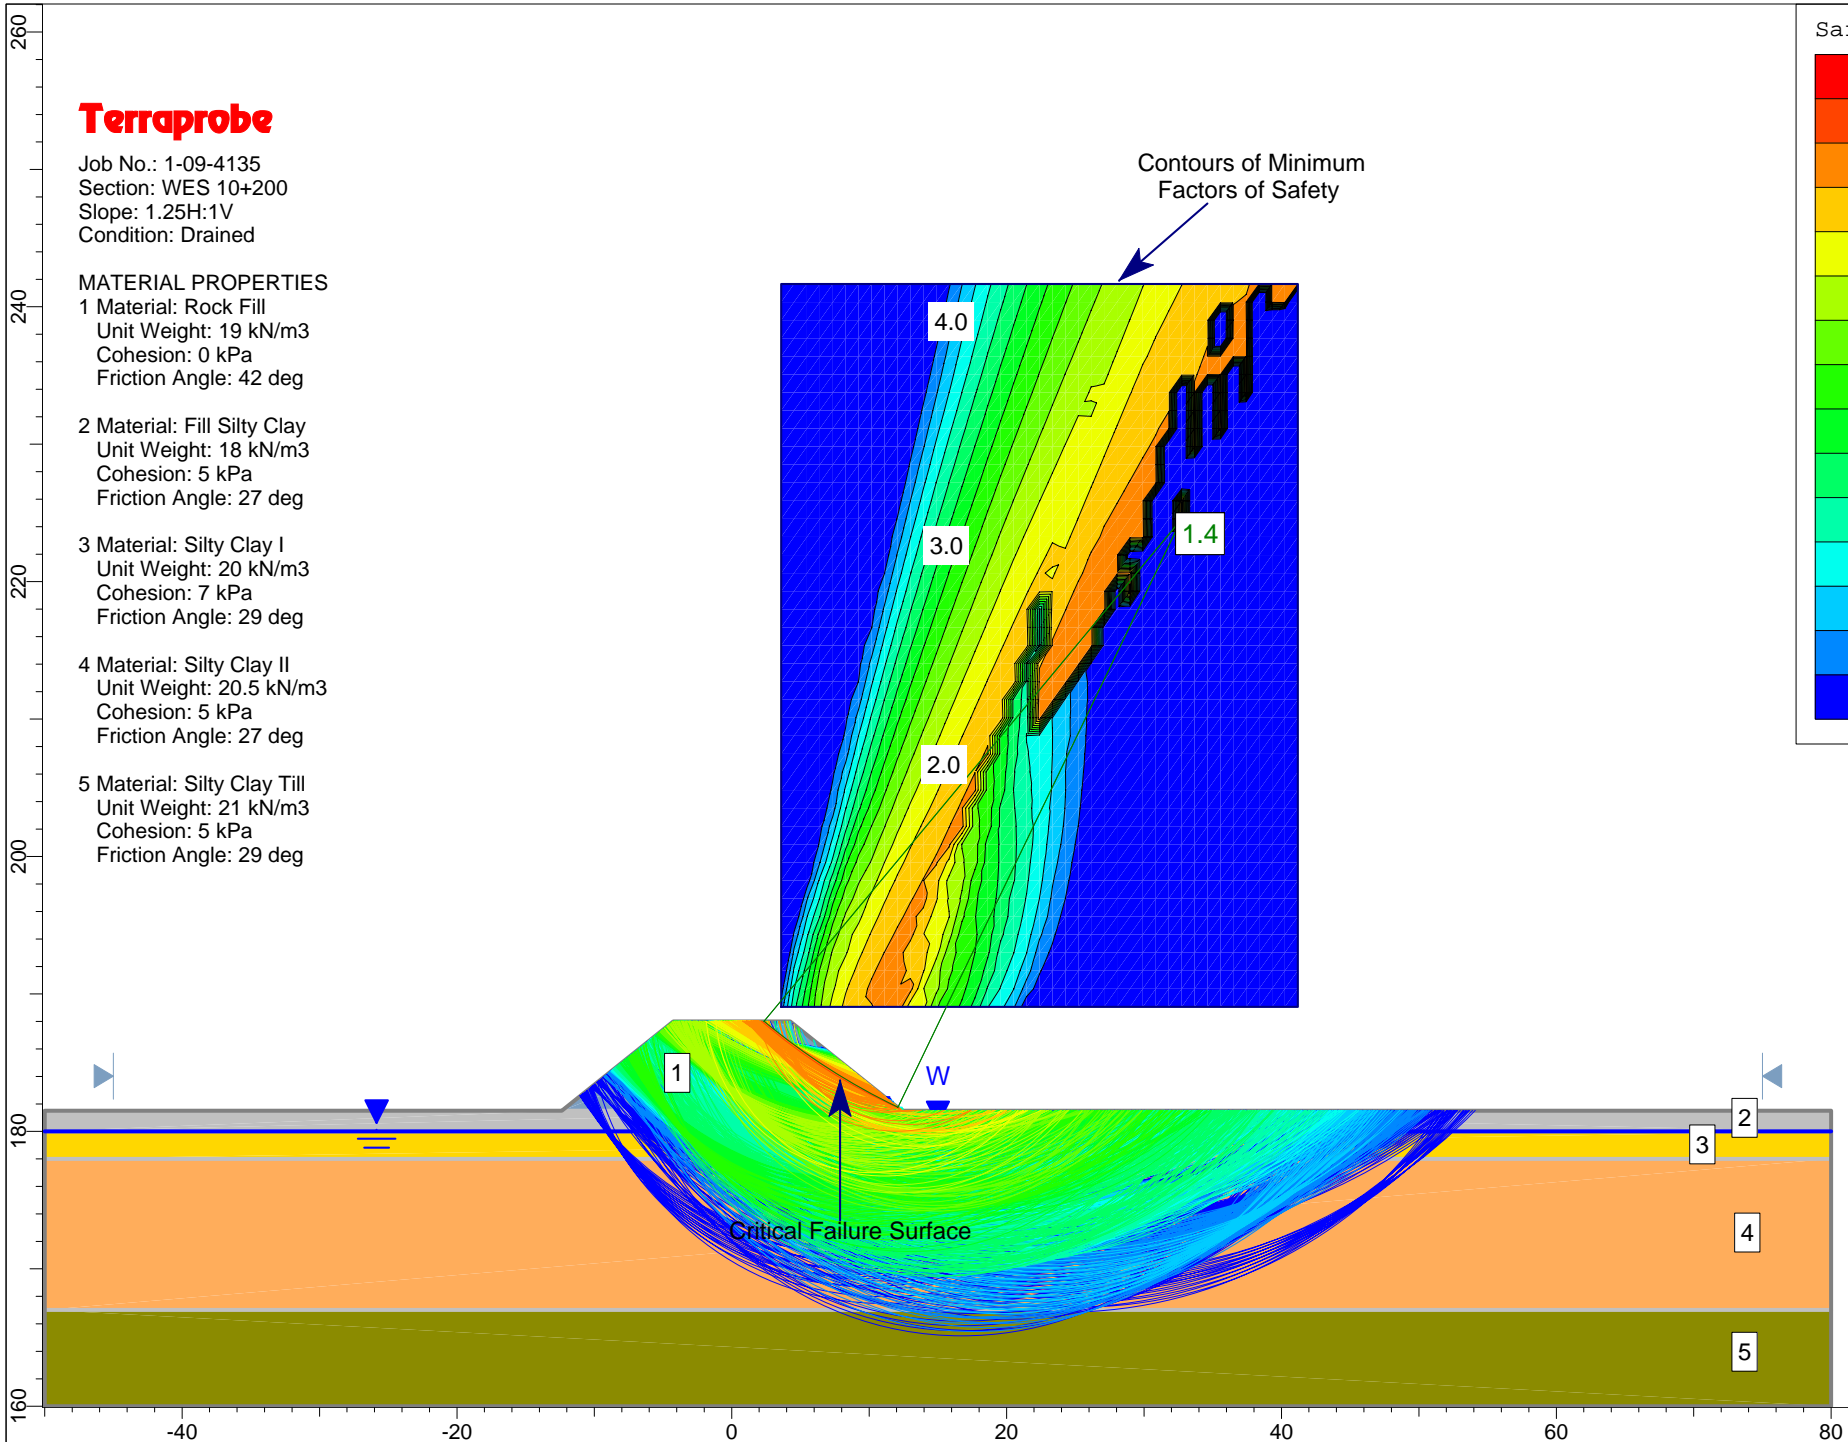 Terraprobe
Job No.: 1-09-4135
Section: WES 10+200
Slope: 1.25H:1V
Condition: Drained
MATERIAL PROPERTIES
1 Material: Rock Fill
Unit Weight: 19 kN/m3
Cohesion: 0 kPa
Friction Angle: 42 deg
2 Material: Fill Silty Clay
Unit Weight: 18 kN/m3
Cohesion: 5 kPa
Friction Angle: 27 deg
3 Material: Silty Clay I
Unit Weight: 20 kN/m3
Cohesion: 7 kPa
Friction Angle: 29 deg
4 Material: Silty Clay II
Unit Weight: 20.5 kN/m3
Cohesion: 5 kPa
Friction Angle: 27 deg
5 Material: Silty Clay Till
Unit Weight: 21 kN/m3
Cohesion: 5 kPa
Friction Angle: 29 deg
Contours of Minimum
Factors of Safety
4.0
3.0
2.0
1.4
W
1
2
3
4
5
Critical Failure Surface
260
240
220
200
180
160
-40
-20
0
20
40
60
80